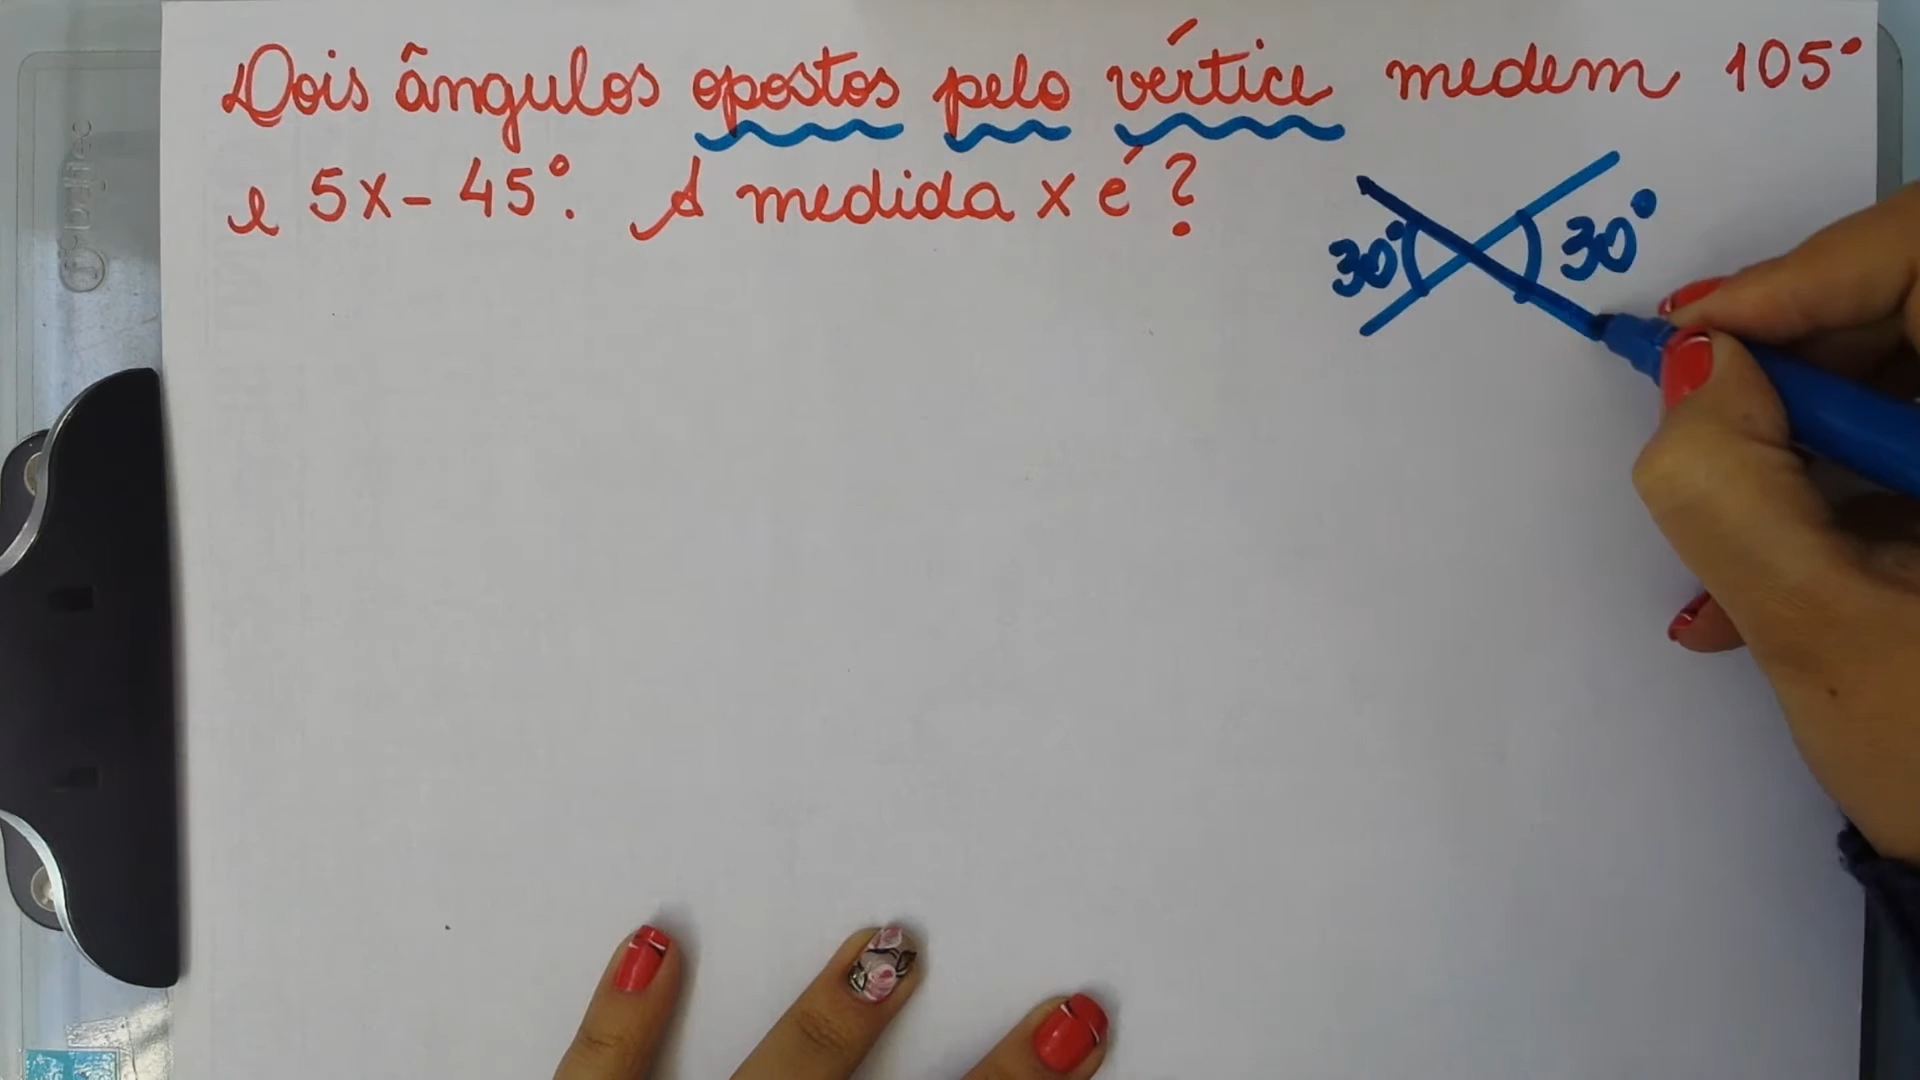 Dois ângulos opostos pelo vértice medem 105°
e 5x - 45°. A medida x é?
30° 30°